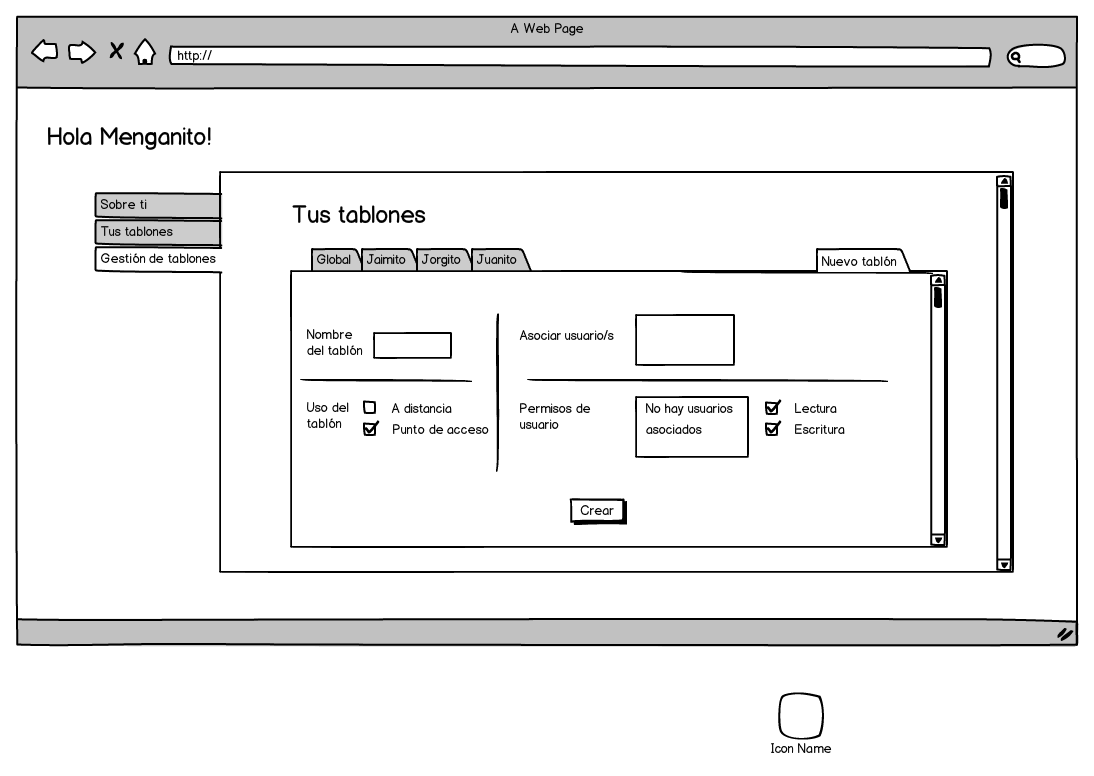 A Web Page
http://
Hola Menganito!
Sobre ti
Tus tablones
Gestión de tablones
Tus tablones
Global
Jaimito
Jorgito
Juanito
Nuevo tablón
Nombre
del tablón
Asociar usuario/s
Uso del
tablón
A distancia
Punto de acceso
Permisos de
usuario
No hay usuarios
asociados
Lectura
Escritura
Crear
Icon Name